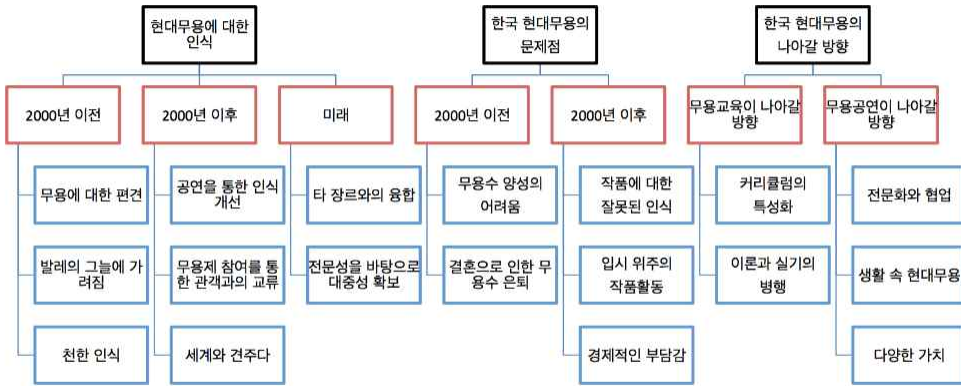 현대무용에 대한
인식
2000년 이전
무용에 대한 편견
발레의 그늘에 가
려짐
천한 인식
2000년 이후
공연을 통한 인식
개선
무용제 참여를 통
한 관객과의 교류
세계와 견주다
미래
타 장르와의 융합
전문성을 바탕으로
대중성 확보
한국 현대무용의
문제점
2000년 이전
무용수 양성의
어려움
결혼으로 인한 무
용수 은퇴
2000년 이후
작품에 대한
잘못된 인식
입시 위주의
작품활동
경제적인 부담감
한국 현대무용의
나아갈 방향
무용교육이 나아갈
방향
커리큘럼의
특성화
이론과 실기의
병행
무용공연이 나아갈
방향
전문화와 협업
생활 속 현대무용
다양한 가치